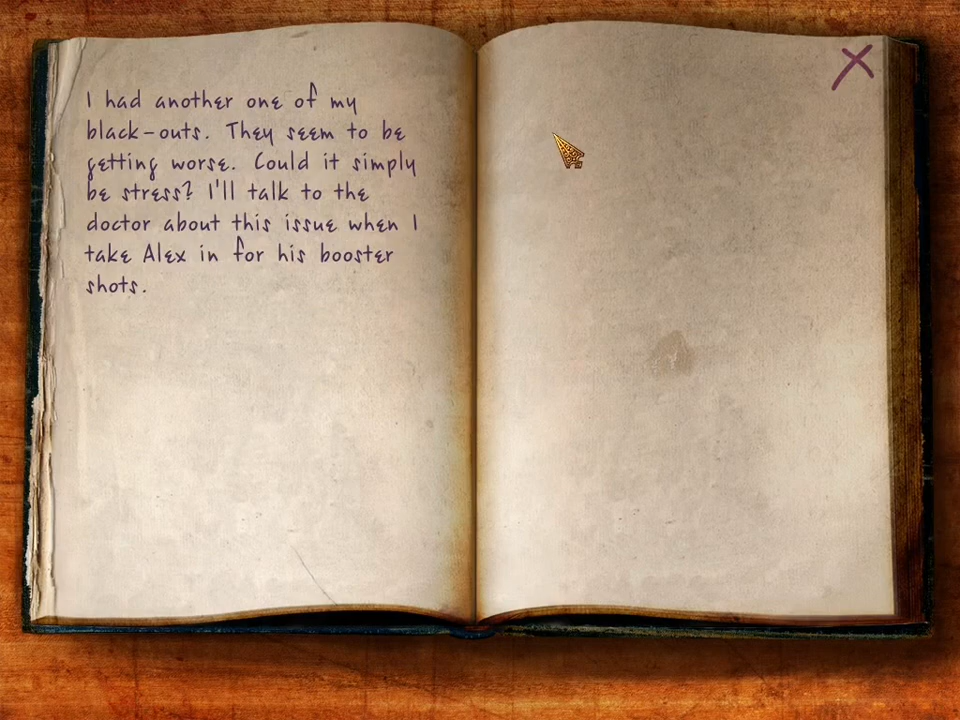 I had another one of my
black-outs. They seem to be
getting worse. Could it simply
be stress? I'll talk to the
doctor about this issue when I
take Alex in for his booster
shots.